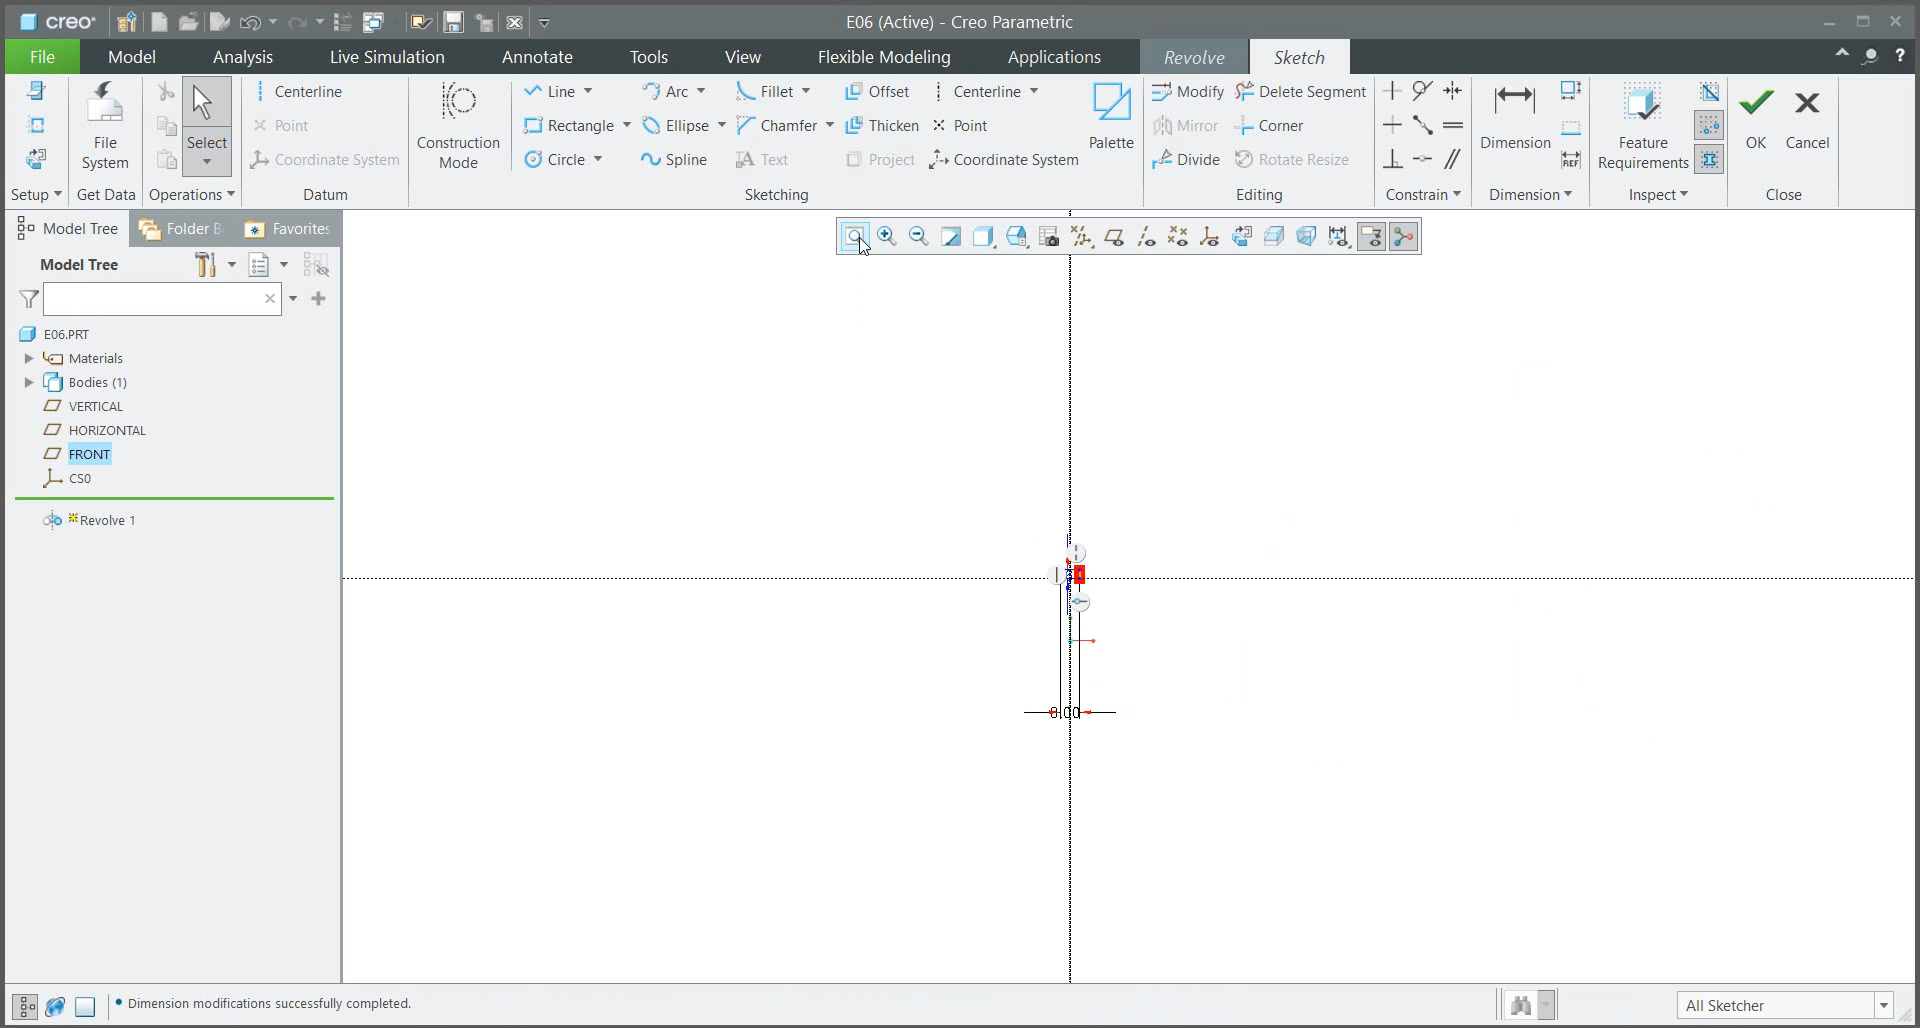 creo
E06 (Active) - Creo Parametric
File Model Analysis Live Simulation Annotate Tools View Flexible Modeling Applications Revolve Sketch
Centerline
Point
Coordinate System
File System
Select
Construction Mode
Line Arc Fillet Offset Centerline
Rectangle Ellipse Chamfer Thicken Point
Circle Spline Text Project Coordinate System
Palette
Modify Delete Segment
Mirror Corner
Divide Rotate Resize
Dimension
REF
Feature Requirements
OK Cancel
Setup Get Data Operations Datum Sketching Editing Constrain Dimension Inspect Close
Model Tree Folder B Favorites
Model Tree
E06.PRT
Materials
Bodies (1)
VERTICAL
HORIZONTAL
FRONT
CS0
Revolve 1
8.00
Dimension modifications successfully completed.
All Sketcher